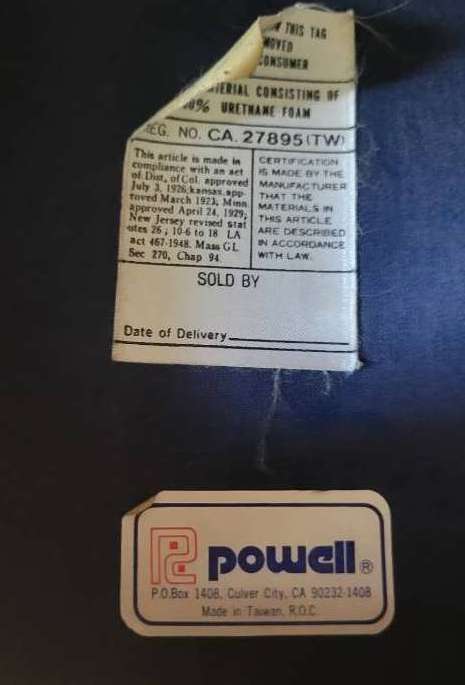 THIS TAG
MOVED
CONSUMER
ERIAL CONSISTING OF
0% URETHANE FOAM
EG. NO. CA. 27895 (TW)
This article is made in
compliance with an act
of Dist, of Col. approved
July 3, 1926, kansas, app-
roved March 1923, Minn
approved April 24, 1929,
New Jersey revised stat
utes 26, 10-6 to 18 LA
act 467-1948. Mass GL
Sec 270, Chap 94
CERTIFICATION
IS MADE BY THE
MANUFACTURER
THAT THE
MATERIALS IN
THIS ARTICLE
ARE DESCRIBED
IN ACCORDANCE
WITH LAW.
SOLD BY
Date of Delivery
powell®
P.O.Box 1408, Culver City, CA 90232-1408
Made in Taiwan, R.O.C.